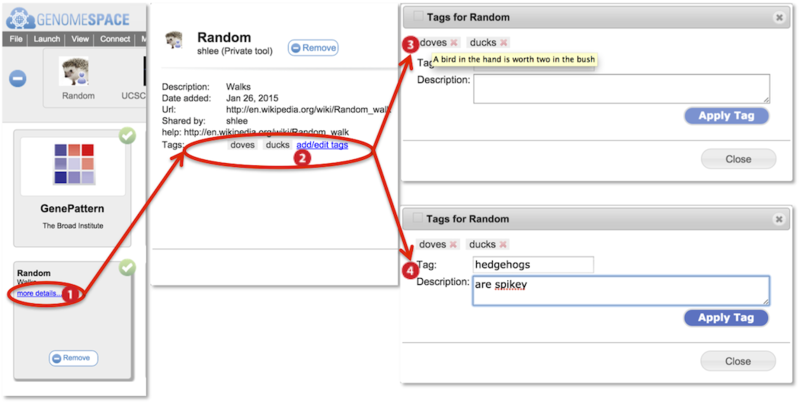 GENOMESPACE
File Launch View Connect M
Random UCSC
GenePattern
The Broad Institute
Random
Walks
more details... 1
Remove
Random
shlee (Private tool)
Remove
Description: Walks
Date added: Jan 26, 2015
Url: http://en.wikipedia.org/wiki/Random_walk
Shared by: shlee
help: http://en.wikipedia.org/wiki/Random_walk
Tags: doves ducks add/edit tags
2
Tags for Random
3 doves ducks
A bird in the hand is worth two in the bush
Description:
Apply Tag
Close
Tags for Random
doves ducks
4 Tag: hedgehogs
Description: are spikey
Apply Tag
Close